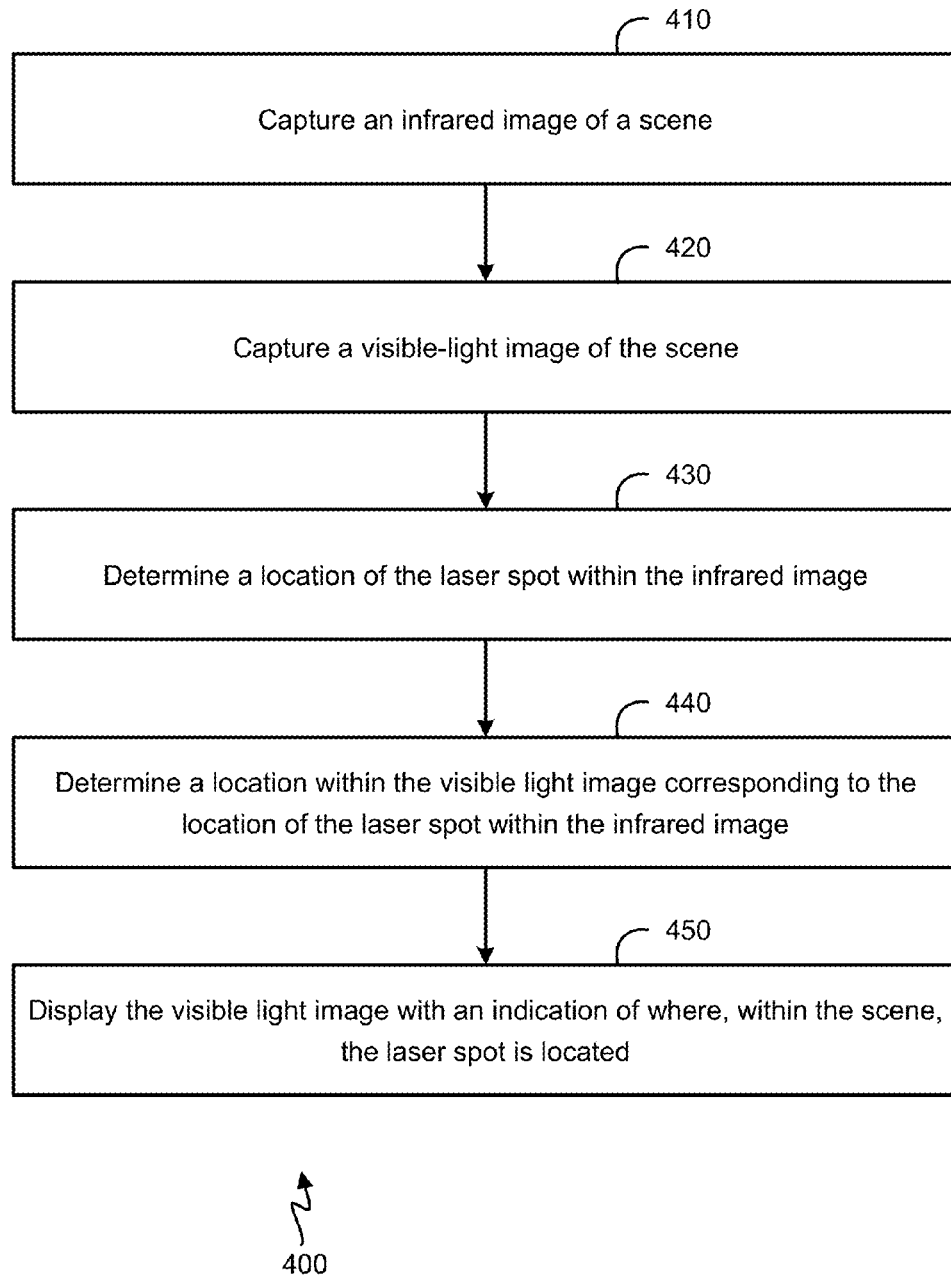 410
Capture an infrared image of a scene
420
Capture a visible-light image of the scene
430
Determine a location of the laser spot within the infrared image
440
Determine a location within the visible light image corresponding to the
location of the laser spot within the infrared image
450
Display the visible light image with an indication of where, within the scene,
the laser spot is located
400